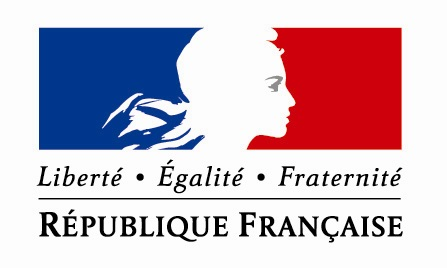 Liberté • Égalité • Fraternité
RÉPUBLIQUE FRANÇAISE